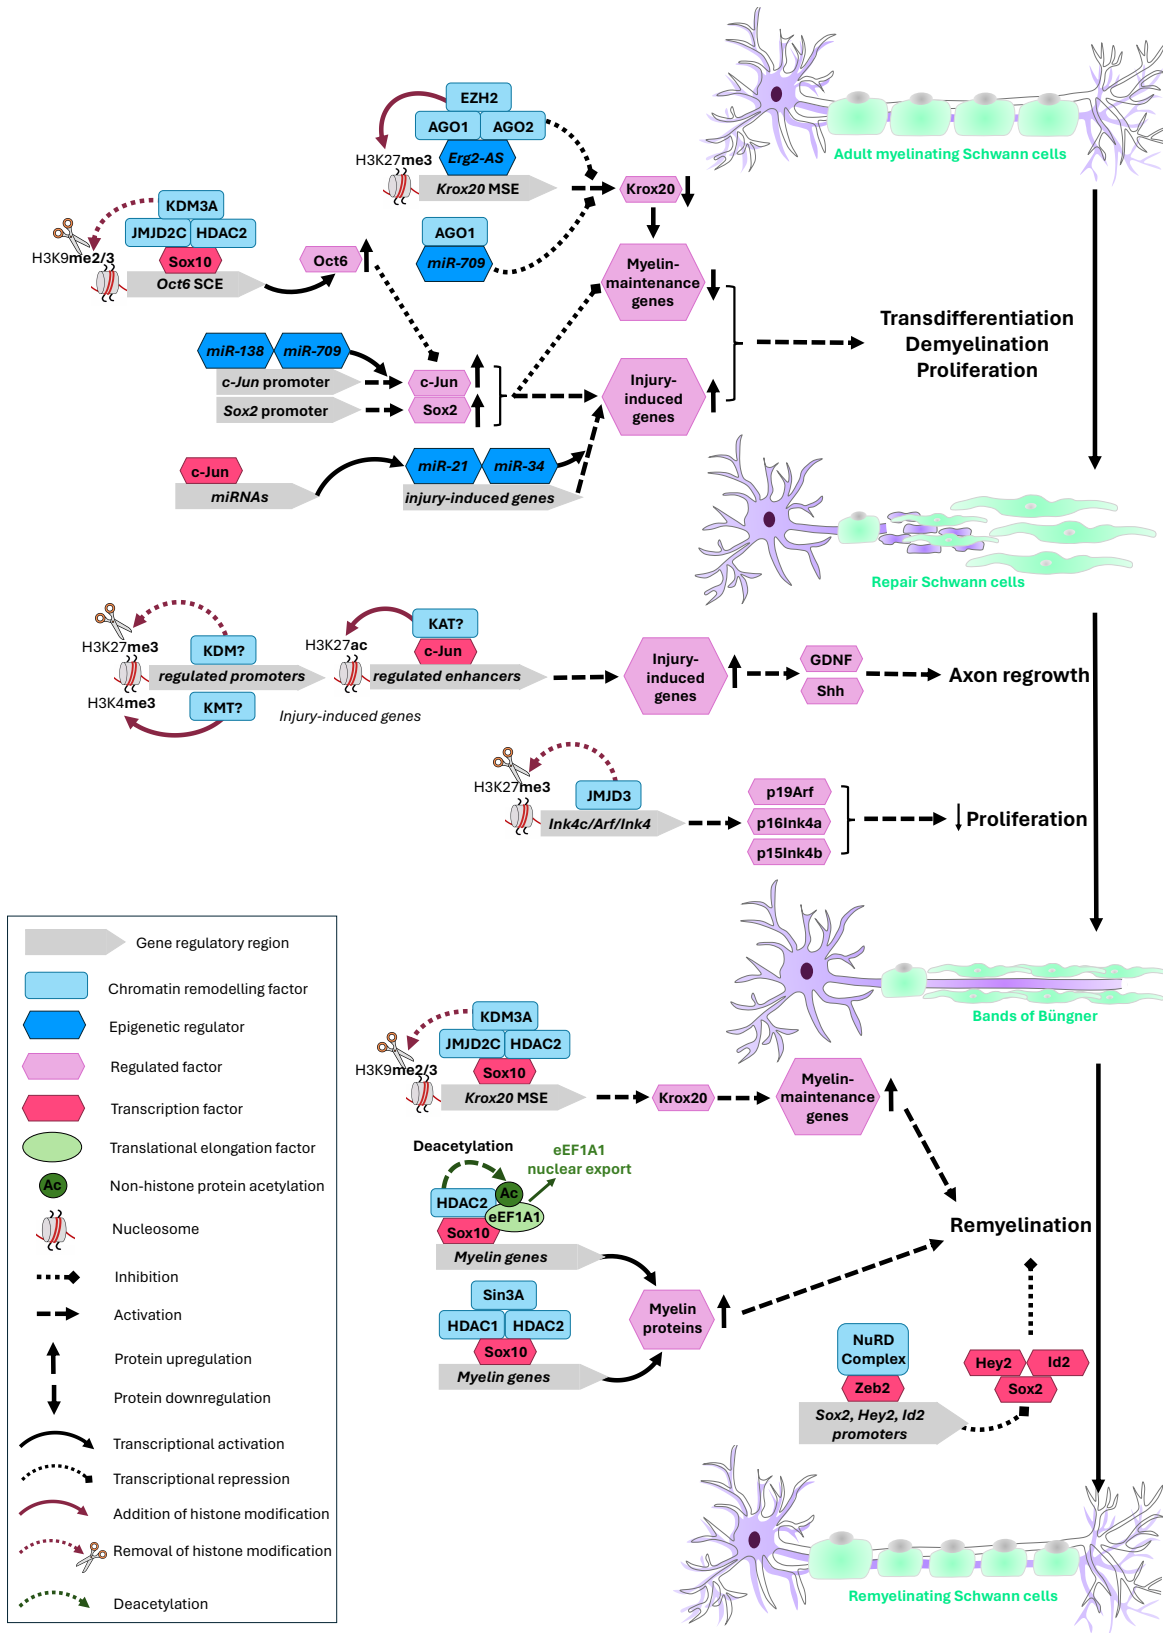 Adult myelinating Schwann cells
EZH2
AGO1
AGO2
Erg2-AS
H3K27me3
Krox20 MSE
Krox20
AGO1
miR-709
KDM3A
JMJD2C
HDAC2
Sox10
H3K9me2/3
Oct6 SCE
Oct6
Myelin-
maintenance
genes
miR-138
miR-709
c-Jun promoter
c-Jun
Sox2 promoter
Sox2
Injury-
induced
genes
Transdifferentiation
Demyelination
Proliferation
c-Jun
miRNAs
miR-21
miR-34
injury-induced genes
Repair Schwann cells
H3K27me3
KDM?
regulated promoters
H3K4me3
KMT?
H3K27ac
KAT?
c-Jun
regulated enhancers
Injury-induced genes
Injury-
induced
genes
GDNF
Shh
Axon regrowth
H3K27me3
JMJD3
Ink4c/Arf/Ink4
p19Arf
p16Ink4a
p15Ink4b
Proliferation
Bands of Büngner
KDM3A
JMJD2C
HDAC2
Sox10
H3K9me2/3
Krox20 MSE
Krox20
Myelin-
maintenance
genes
Deacetylation
eEF1A1
nuclear export
HDAC2
Ac
eEF1A1
Sox10
Myelin genes
Sin3A
HDAC1
HDAC2
Sox10
Myelin genes
Myelin
proteins
Remyelination
NuRD
Complex
Zeb2
Sox2, Hey2, Id2
promoters
Hey2
Id2
Sox2
Remyelinating Schwann cells
Gene regulatory region
Chromatin remodelling factor
Epigenetic regulator
Regulated factor
Transcription factor
Translational elongation factor
Ac
Non-histone protein acetylation
Nucleosome
Inhibition
Activation
Protein upregulation
Protein downregulation
Transcriptional activation
Transcriptional repression
Addition of histone modification
Removal of histone modification
Deacetylation